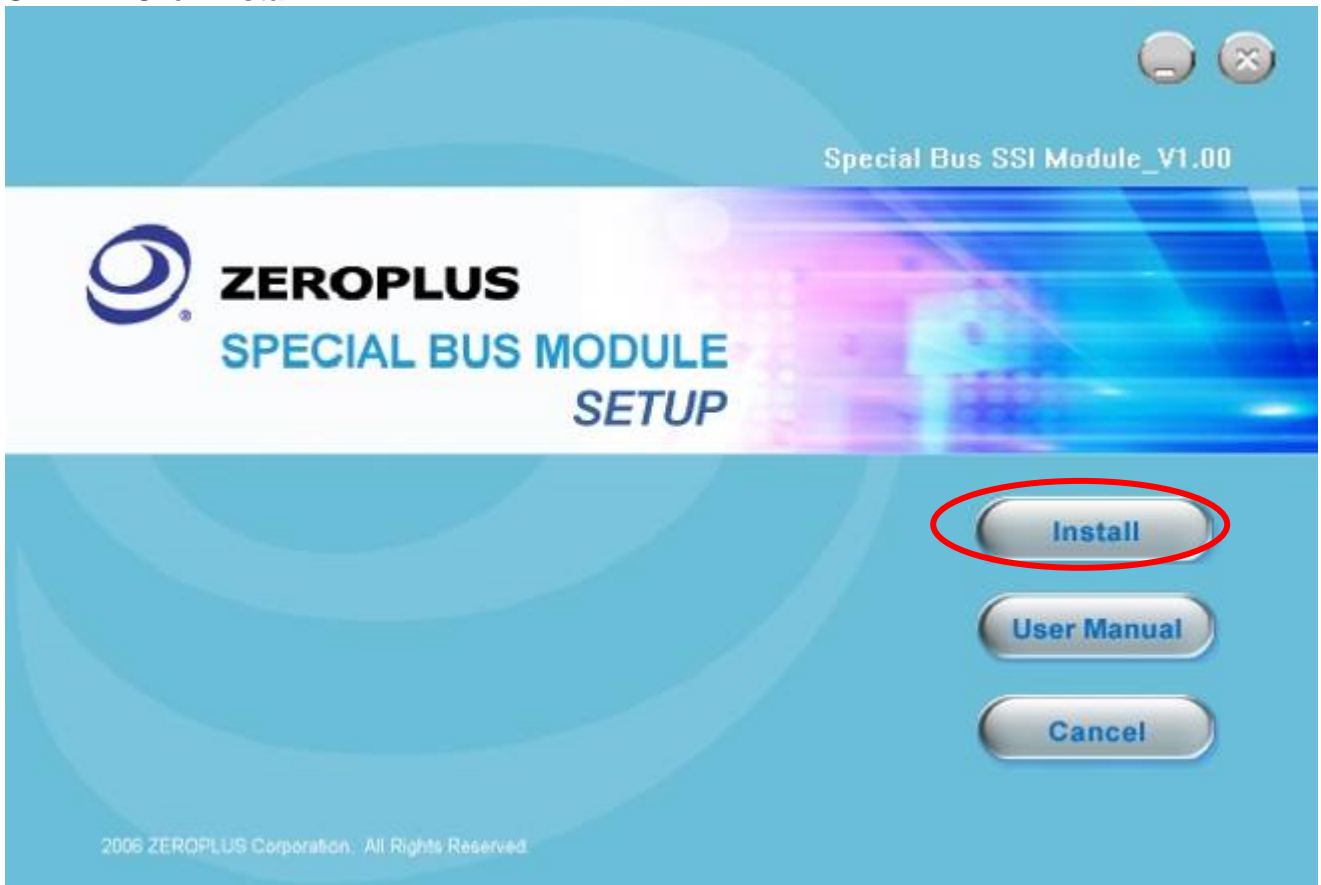 Special Bus SSI Module_V1.00
ZEROPLUS
®
SPECIAL BUS MODULE
SETUP
Install
User Manual
Cancel
2006 ZEROPLUS Corporation. All Rights Reserved.